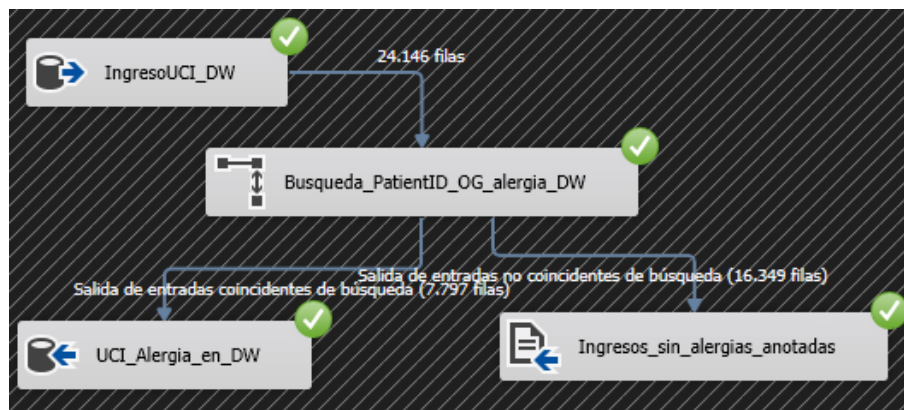 IngresoUCI_DW
24.146 filas
Busqueda_PatientID_OG_alergia_DW
Salida de entradas no coincidentes de búsqueda (16.349 filas)
Salida de entradas coincidentes de búsqueda (7.797 filas)
UCI_Alergia_en_DW
Ingresos_sin_alergias_anotadas